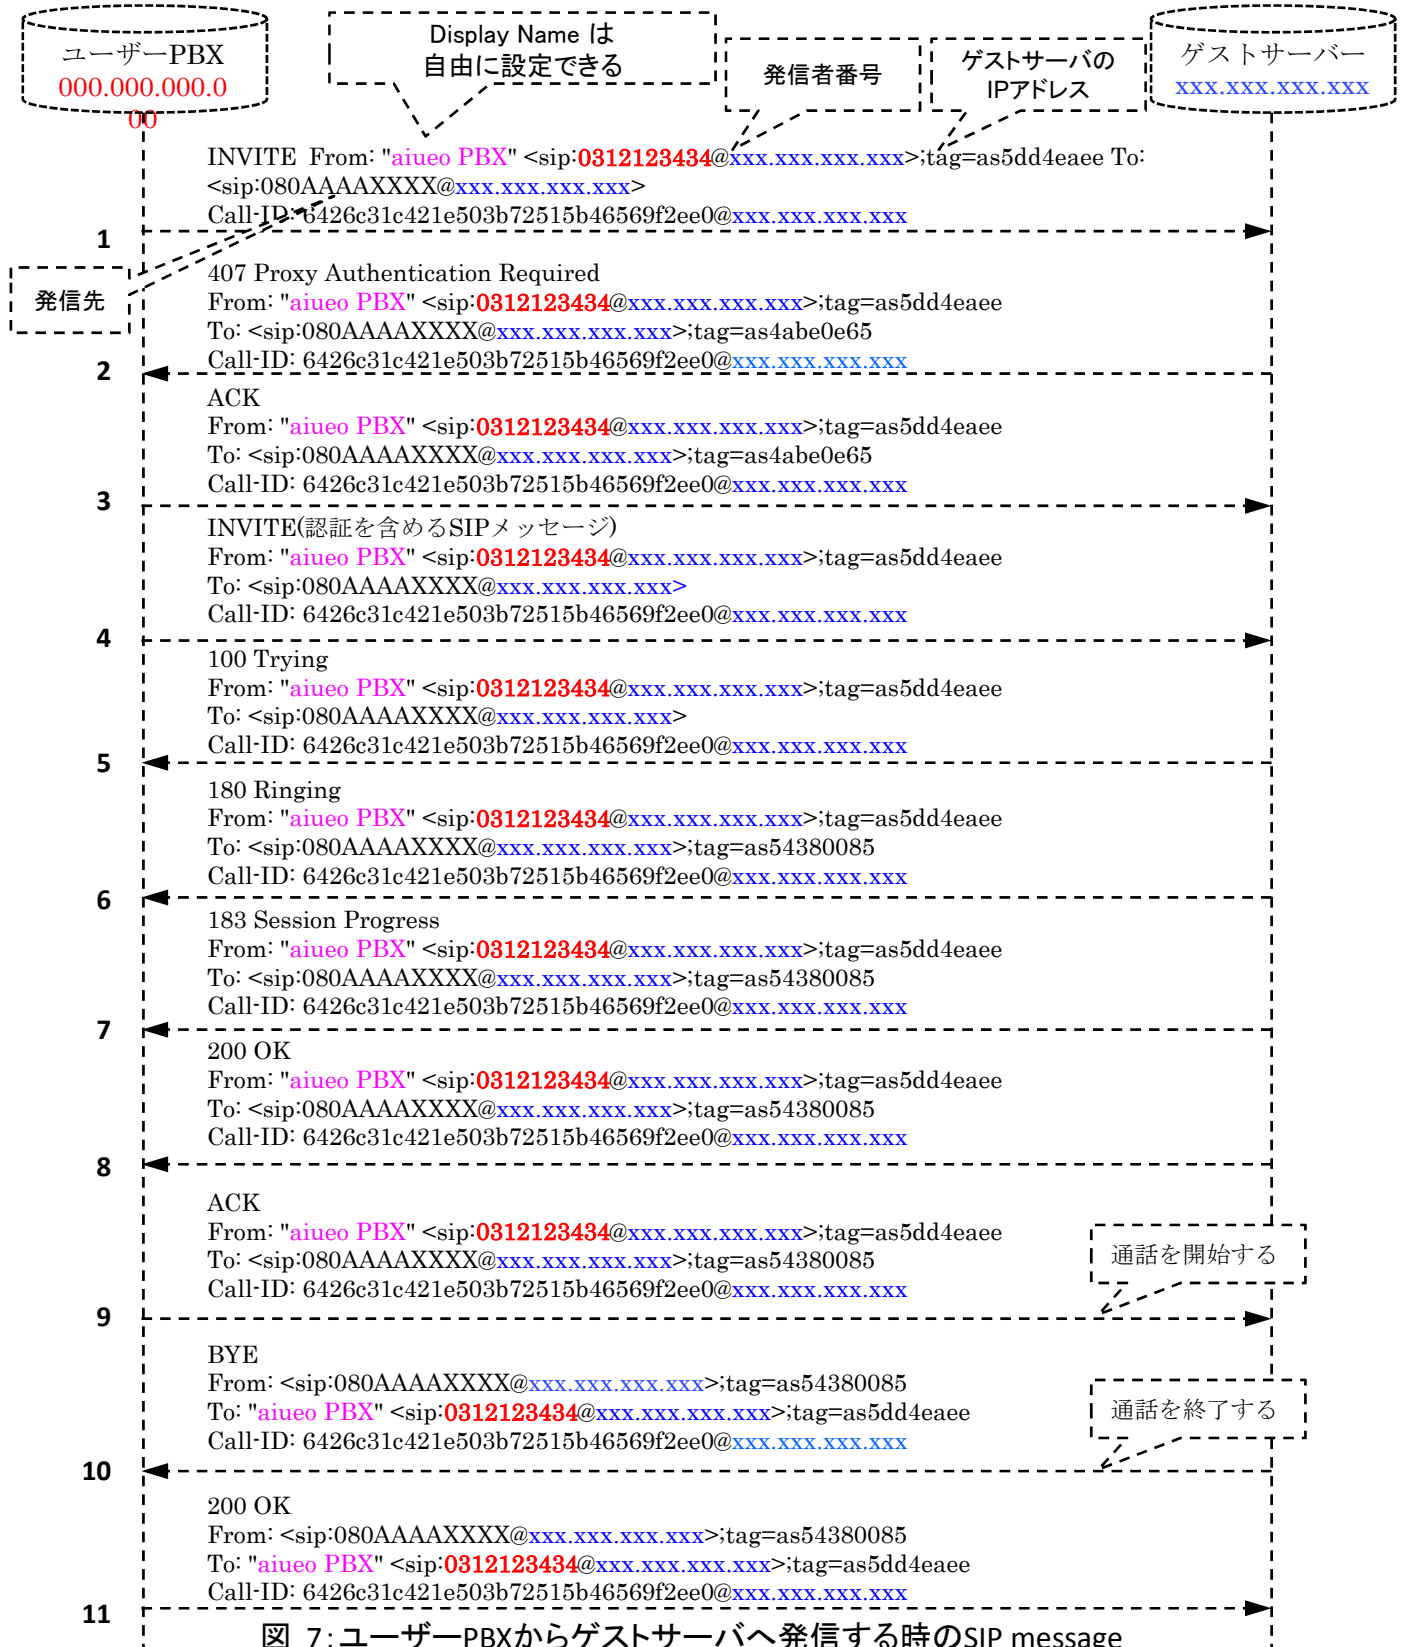 ユーザーPBX
000.000.000.0
00
Display Name は
自由に設定できる
発信者番号
ゲストサーバの
IPアドレス
ゲストサーバー
xxx.xxx.xxx.xxx
INVITE From: "aiueo PBX" <sip:0312123434@xxx.xxx.xxx.xxx>;tag=as5dd4eaee To:
<sip:080AAAAXXXX@xxx.xxx.xxx.xxx>
Call-ID: 6426c31c421e503b72515b46569f2ee0@xxx.xxx.xxx.xxx
1
発信先
407 Proxy Authentication Required
From: "aiueo PBX" <sip:0312123434@xxx.xxx.xxx.xxx>;tag=as5dd4eaee
To: <sip:080AAAAXXXX@xxx.xxx.xxx.xxx>;tag=as4abe0e65
Call-ID: 6426c31c421e503b72515b46569f2ee0@xxx.xxx.xxx.xxx
2
ACK
From: "aiueo PBX" <sip:0312123434@xxx.xxx.xxx.xxx>;tag=as5dd4eaee
To: <sip:080AAAAXXXX@xxx.xxx.xxx.xxx>;tag=as4abe0e65
Call-ID: 6426c31c421e503b72515b46569f2ee0@xxx.xxx.xxx.xxx
3
INVITE(認証を含めるSIPメッセージ)
From: "aiueo PBX" <sip:0312123434@xxx.xxx.xxx.xxx>;tag=as5dd4eaee
To: <sip:080AAAAXXXX@xxx.xxx.xxx.xxx>
Call-ID: 6426c31c421e503b72515b46569f2ee0@xxx.xxx.xxx.xxx
4
100 Trying
From: "aiueo PBX" <sip:0312123434@xxx.xxx.xxx.xxx>;tag=as5dd4eaee
To: <sip:080AAAAXXXX@xxx.xxx.xxx.xxx>
Call-ID: 6426c31c421e503b72515b46569f2ee0@xxx.xxx.xxx.xxx
5
180 Ringing
From: "aiueo PBX" <sip:0312123434@xxx.xxx.xxx.xxx>;tag=as5dd4eaee
To: <sip:080AAAAXXXX@xxx.xxx.xxx.xxx>;tag=as54380085
Call-ID: 6426c31c421e503b72515b46569f2ee0@xxx.xxx.xxx.xxx
6
183 Session Progress
From: "aiueo PBX" <sip:0312123434@xxx.xxx.xxx.xxx>;tag=as5dd4eaee
To: <sip:080AAAAXXXX@xxx.xxx.xxx.xxx>;tag=as54380085
Call-ID: 6426c31c421e503b72515b46569f2ee0@xxx.xxx.xxx.xxx
7
200 OK
From: "aiueo PBX" <sip:0312123434@xxx.xxx.xxx.xxx>;tag=as5dd4eaee
To: <sip:080AAAAXXXX@xxx.xxx.xxx.xxx>;tag=as54380085
Call-ID: 6426c31c421e503b72515b46569f2ee0@xxx.xxx.xxx.xxx
8
ACK
From: "aiueo PBX" <sip:0312123434@xxx.xxx.xxx.xxx>;tag=as5dd4eaee
To: <sip:080AAAAXXXX@xxx.xxx.xxx.xxx>;tag=as54380085
Call-ID: 6426c31c421e503b72515b46569f2ee0@xxx.xxx.xxx.xxx
通話を開始する
9
BYE
From: <sip:080AAAAXXXX@xxx.xxx.xxx.xxx>;tag=as54380085
To: "aiueo PBX" <sip:0312123434@xxx.xxx.xxx.xxx>;tag=as5dd4eaee
Call-ID: 6426c31c421e503b72515b46569f2ee0@xxx.xxx.xxx.xxx
通話を終了する
10
200 OK
From: <sip:080AAAAXXXX@xxx.xxx.xxx.xxx>;tag=as54380085
To: "aiueo PBX" <sip:0312123434@xxx.xxx.xxx.xxx>;tag=as5dd4eaee
Call-ID: 6426c31c421e503b72515b46569f2ee0@xxx.xxx.xxx.xxx
11
図 7:ユーザーPBXからゲストサーバへ発信する時のSIP message